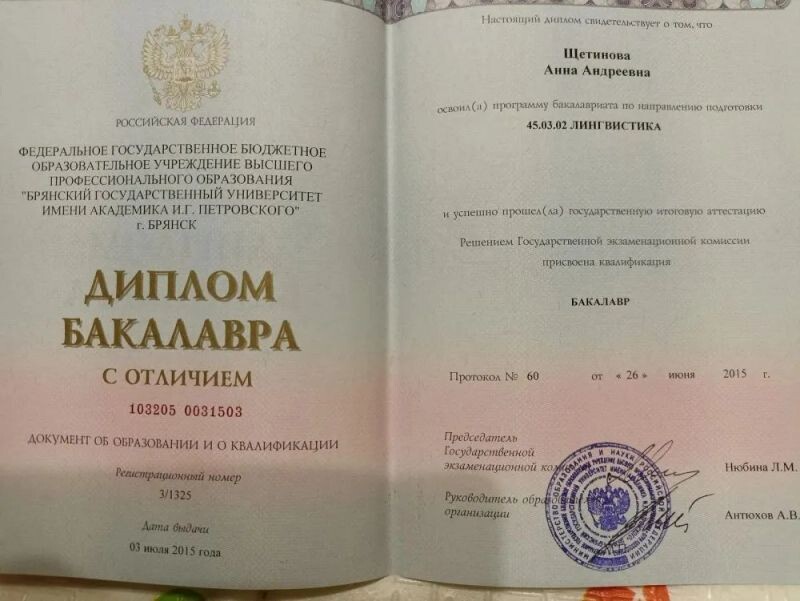 РОССИЙСКАЯ ФЕДЕРАЦИЯ
ФЕДЕРАЛЬНОЕ ГОСУДАРСТВЕННОЕ БЮДЖЕТНОЕ
ОБРАЗОВАТЕЛЬНОЕ УЧРЕЖДЕНИЕ ВЫСШЕГО
ПРОФЕССИОНАЛЬНОГО ОБРАЗОВАНИЯ
"БРЯНСКИЙ ГОСУДАРСТВЕННЫЙ УНИВЕРСИТЕТ
ИМЕНИ АКАДЕМИКА И.Г. ПЕТРОВСКОГО"
г. БРЯНСК
ДИПЛОМ
БАКАЛАВРА
С ОТЛИЧИЕМ
103205 0031503
ДОКУМЕНТ ОБ ОБРАЗОВАНИИ И О КВАЛИФИКАЦИИ
Регистрационный номер
3/1325
Дата выдачи
03 июля 2015 года
Настоящий диплом свидетельствует о том, что
Щетинова
Анна Андреевна
освоил(а) программу бакалавриата по направлению подготовки
45.03.02 ЛИНГВИСТИКА
и успешно прошел(ла) государственную итоговую аттестацию
Решением Государственной экзаменационной комиссии
присвоена квалификация
БАКАЛАВР
Протокол № 60 от « 26 » июня 2015 г.
Председатель
Государственной
экзаменационной ко
Нюбина Л.М.
Руководитель образова
организации
Антюхов А.В.